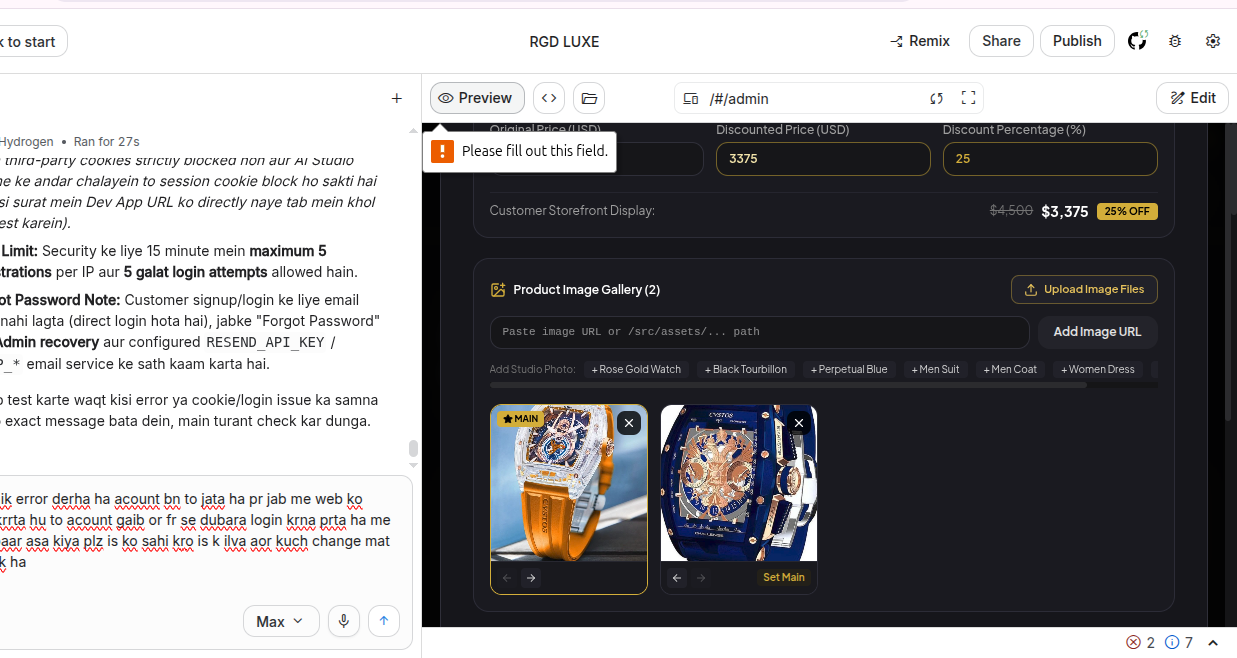 k to start
RGD LUXE
Remix
Share
Publish
Preview
/#/admin
Edit
Please fill out this field.
Hydrogen • Ran for 27s
third-party cookies strictly blocked hon aur AI Studio
ne ke andar chalayein to session cookie block ho sakti hai
si surat mein Dev App URL ko directly naye tab mein khol
est karein).
Limit: Security ke liye 15 minute mein maximum 5
strations per IP aur 5 galat login attempts allowed hain.
ot Password Note: Customer signup/login ke liye email
nahi lagta (direct login hota hai), jabke "Forgot Password"
Admin recovery aur configured RESEND_API_KEY /
P_* email service ke sath kaam karta hai.
o test karte waqt kisi error ya cookie/login issue ka samna
exact message bata dein, main turant check kar dunga.
ik error derha ha acount bn to jata ha pr jab me web ko
krrta hu to acount gaib or fr se dubara login krna prta ha me
baar asa kiya plz is ko sahi kro is k ilva aor kuch change mat
k ha
Max
Original Price (USD)
Discounted Price (USD)
Discount Percentage (%)
3375
25
Customer Storefront Display:
$4,500 $3,375 25% OFF
Product Image Gallery (2)
Upload Image Files
Paste image URL or /src/assets/... path
Add Image URL
Add Studio Photo:
+ Rose Gold Watch
+ Black Tourbillon
+ Perpetual Blue
+ Men Suit
+ Men Coat
+ Women Dress
MAIN
Set Main
2
7